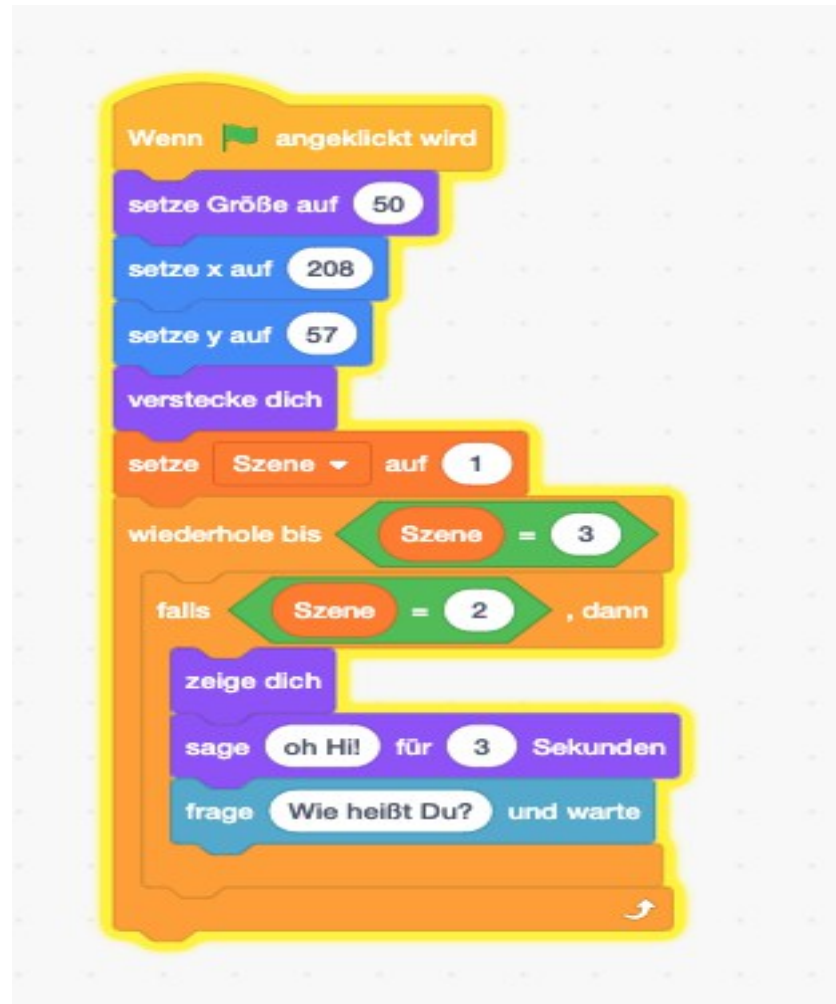 Wenn angeklickt wird
setze Größe auf 50
setze x auf 208
setze y auf 57
verstecke dich
setze Szene auf 1
wiederhole bis Szene = 3
falls Szene = 2 , dann
zeige dich
sage oh Hi! für 3 Sekunden
frage Wie heißt Du? und warte